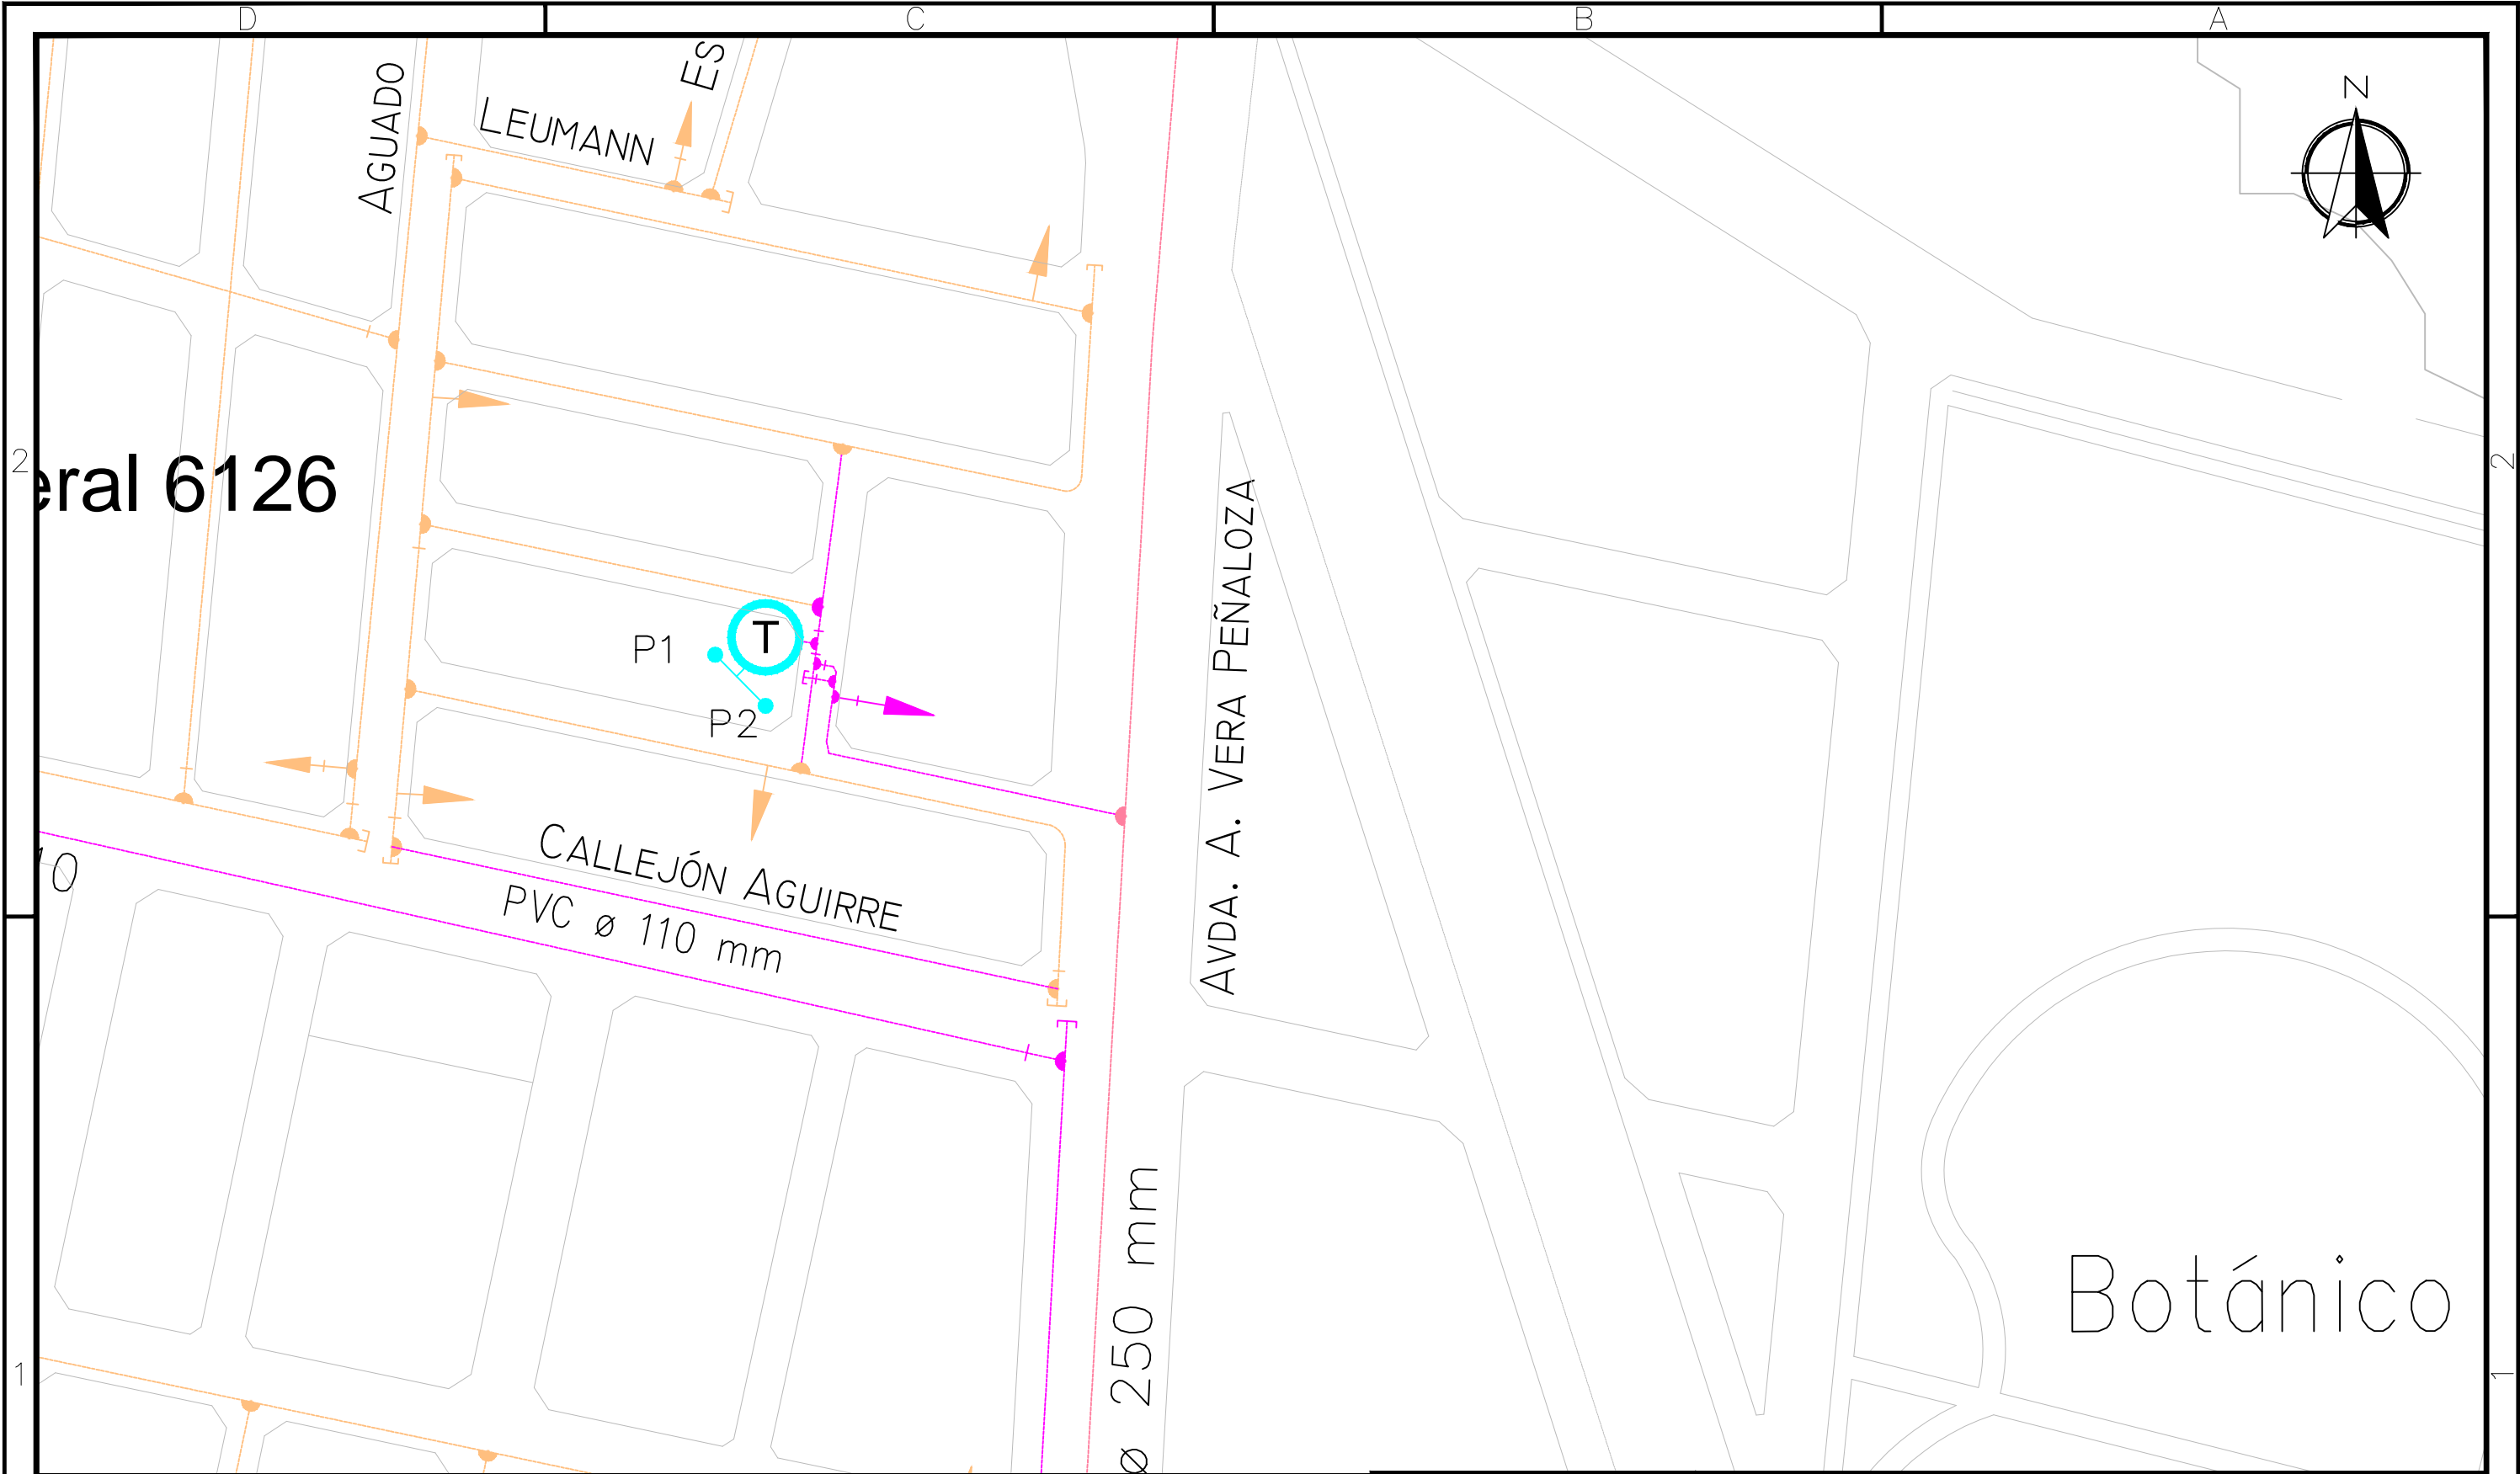 D
C
B
A
AGUADO
LEUMANN
ES
N
2
eral 6126
2
T
P1
P2
AVDA. A. VERA PEÑALOZA
CALLEJÓN AGUIRRE
10
PVC ø 110 mm
ø 250 mm
Botánico
1
1